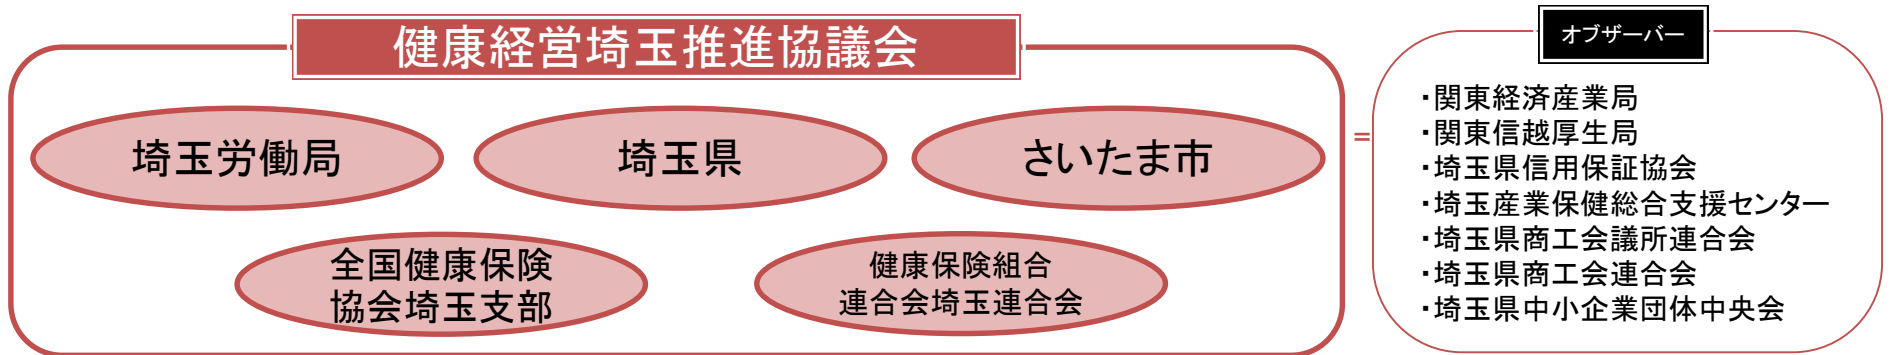 健康経営埼玉推進協議会
埼玉労働局
埼玉県
さいたま市
全国健康保険
協会埼玉支部
健康保険組合
連合会埼玉連合会
=
オブザーバー
・関東経済産業局
・関東信越厚生局
・埼玉県信用保証協会
・埼玉産業保健総合支援センター
・埼玉県商工会議所連合会
・埼玉県商工会連合会
・埼玉県中小企業団体中央会